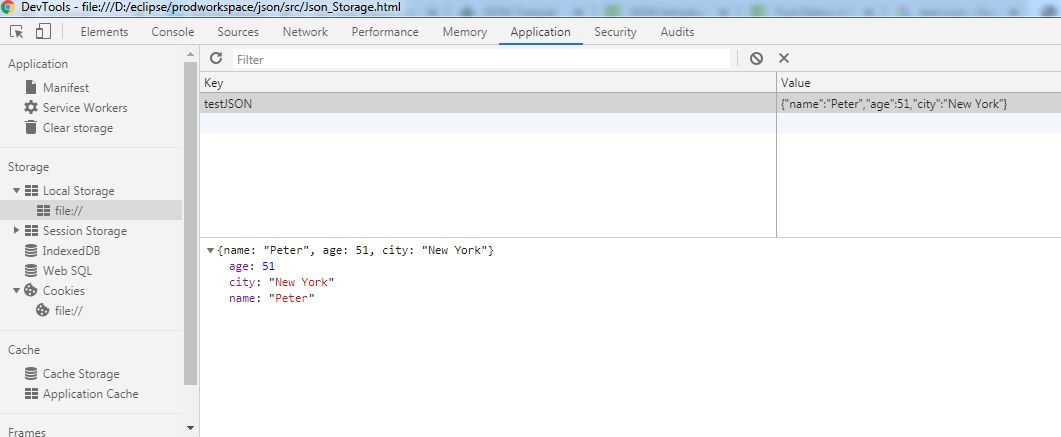 DevTools - file:///D:/eclipse/prodworkspace/json/src/Json_Storage.html
Elements Console Sources Network Performance Memory Application Security Audits
Application
Manifest
Service Workers
Clear storage
Storage
Local Storage
file://
Session Storage
IndexedDB
Web SQL
Cookies
file://
Cache
Cache Storage
Application Cache
Frames
Filter
Key Value
testJSON {"name":"Peter","age":51,"city":"New York"}
{name: "Peter", age: 51, city: "New York"}
age: 51
city: "New York"
name: "Peter"